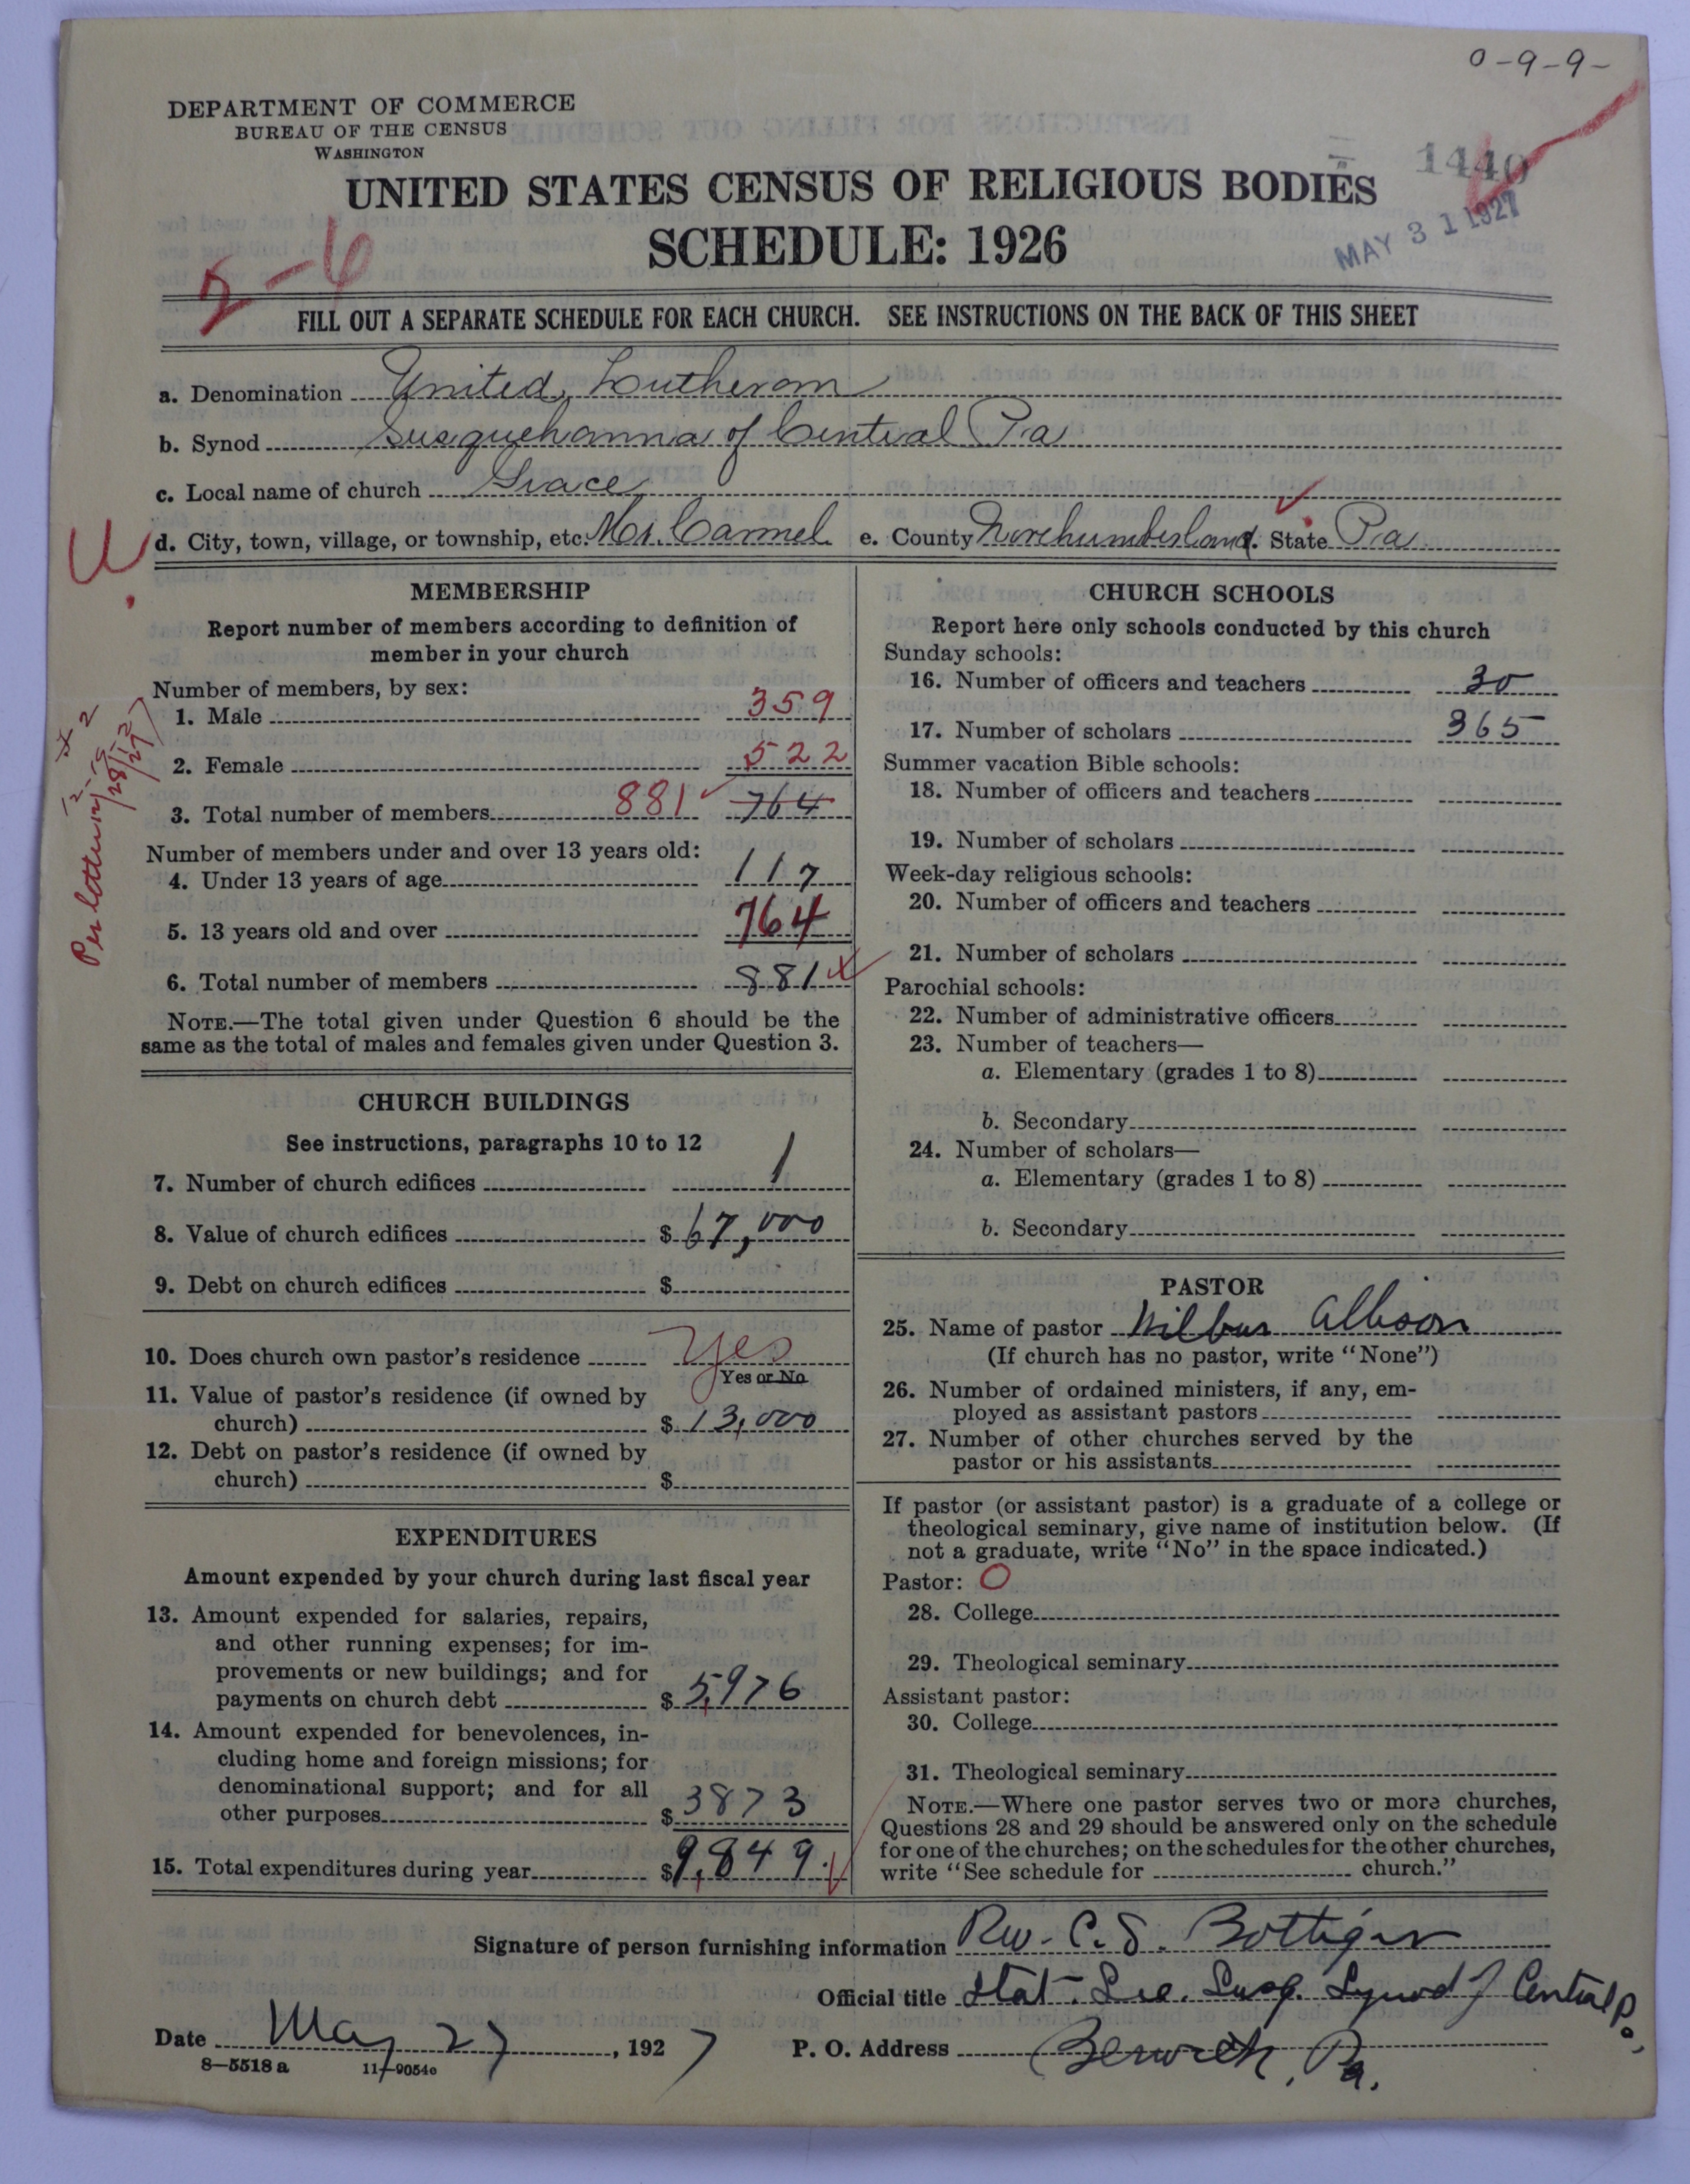 0-9-9-
DEPARTMENT OF COMMERCE
BUREAU OF THE CENSUS
WASHINGTON
1440
UNITED STATES CENSUS OF RELIGIOUS BODIES
MAY 31 1927
SCHEDULE: 1926
2-6
FILL OUT A SEPARATE SCHEDULE FOR EACH CHURCH. SEE INSTRUCTIONS ON THE BACK OF THIS SHEET
a. Denomination United Lutheran
b. Synod Susquehanna of Central Pa
c. Local name of church Grace
U
d. City, town, village, or township, etc. Mt. Carmel e. County Northumberland. State Pa
MEMBERSHIP
Report number of members according to definition of
member in your church
Number of members, by sex:
1. Male 359
2. Female 522
3. Total number of members 881 764
Per letter
Number of members under and over 13 years old:
4. Under 13 years of age 117
5. 13 years old and over 764
6. Total number of members 881
NOTE.—The total given under Question 6 should be the
same as the total of males and females given under Question 3.
CHURCH BUILDINGS
See instructions, paragraphs 10 to 12
7. Number of church edifices 1
8. Value of church edifices $ 67,000
9. Debt on church edifices $
10. Does church own pastor's residence Yes
Yes or No
11. Value of pastor's residence (if owned by
church) $ 13,000
12. Debt on pastor's residence (if owned by
church) $
EXPENDITURES
Amount expended by your church during last fiscal year
13. Amount expended for salaries, repairs,
and other running expenses; for im-
provements or new buildings; and for
payments on church debt $ 5,976
14. Amount expended for benevolences, in-
cluding home and foreign missions; for
denominational support; and for all
other purposes $ 3873
15. Total expenditures during year $ 9,849.
CHURCH SCHOOLS
Report here only schools conducted by this church
Sunday schools:
16. Number of officers and teachers 30
17. Number of scholars 365
Summer vacation Bible schools:
18. Number of officers and teachers
19. Number of scholars
Week-day religious schools:
20. Number of officers and teachers
21. Number of scholars
Parochial schools:
22. Number of administrative officers
23. Number of teachers—
a. Elementary (grades 1 to 8)
b. Secondary
24. Number of scholars—
a. Elementary (grades 1 to 8)
b. Secondary
PASTOR
25. Name of pastor Wilbur Allison
(If church has no pastor, write "None")
26. Number of ordained ministers, if any, em-
ployed as assistant pastors
27. Number of other churches served by the
pastor or his assistants
If pastor (or assistant pastor) is a graduate of a college or
theological seminary, give name of institution below. (If
not a graduate, write "No" in the space indicated.)
Pastor: O
28. College
29. Theological seminary
Assistant pastor:
30. College
31. Theological seminary
NOTE.—Where one pastor serves two or more churches,
Questions 28 and 29 should be answered only on the schedule
for one of the churches; on the schedules for the other churches,
write "See schedule for church."
Signature of person furnishing information Rev. C. S. Bottiger
Official title Stat. Sec. Susq. Synod of Central Pa.
Date May 27, 1927 P. O. Address Berwick, Pa.
8—5518 a 11—9054o